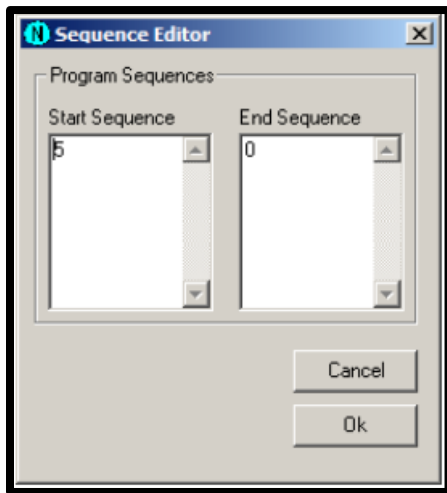 N Sequence Editor
Program Sequences
Start Sequence End Sequence
5 0
Cancel
Ok